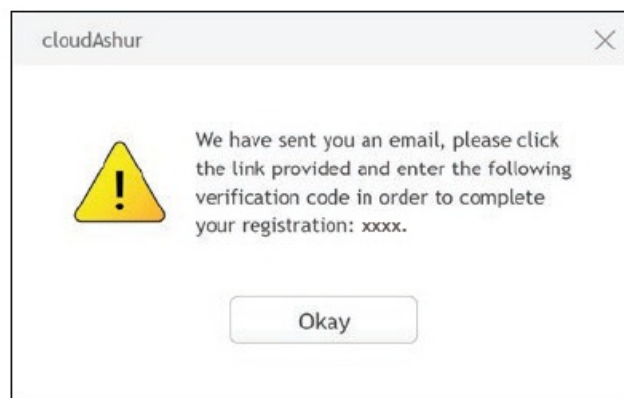 cloudAshur
We have sent you an email, please click
the link provided and enter the following
verification code in order to complete
your registration: xxxx.
Okay